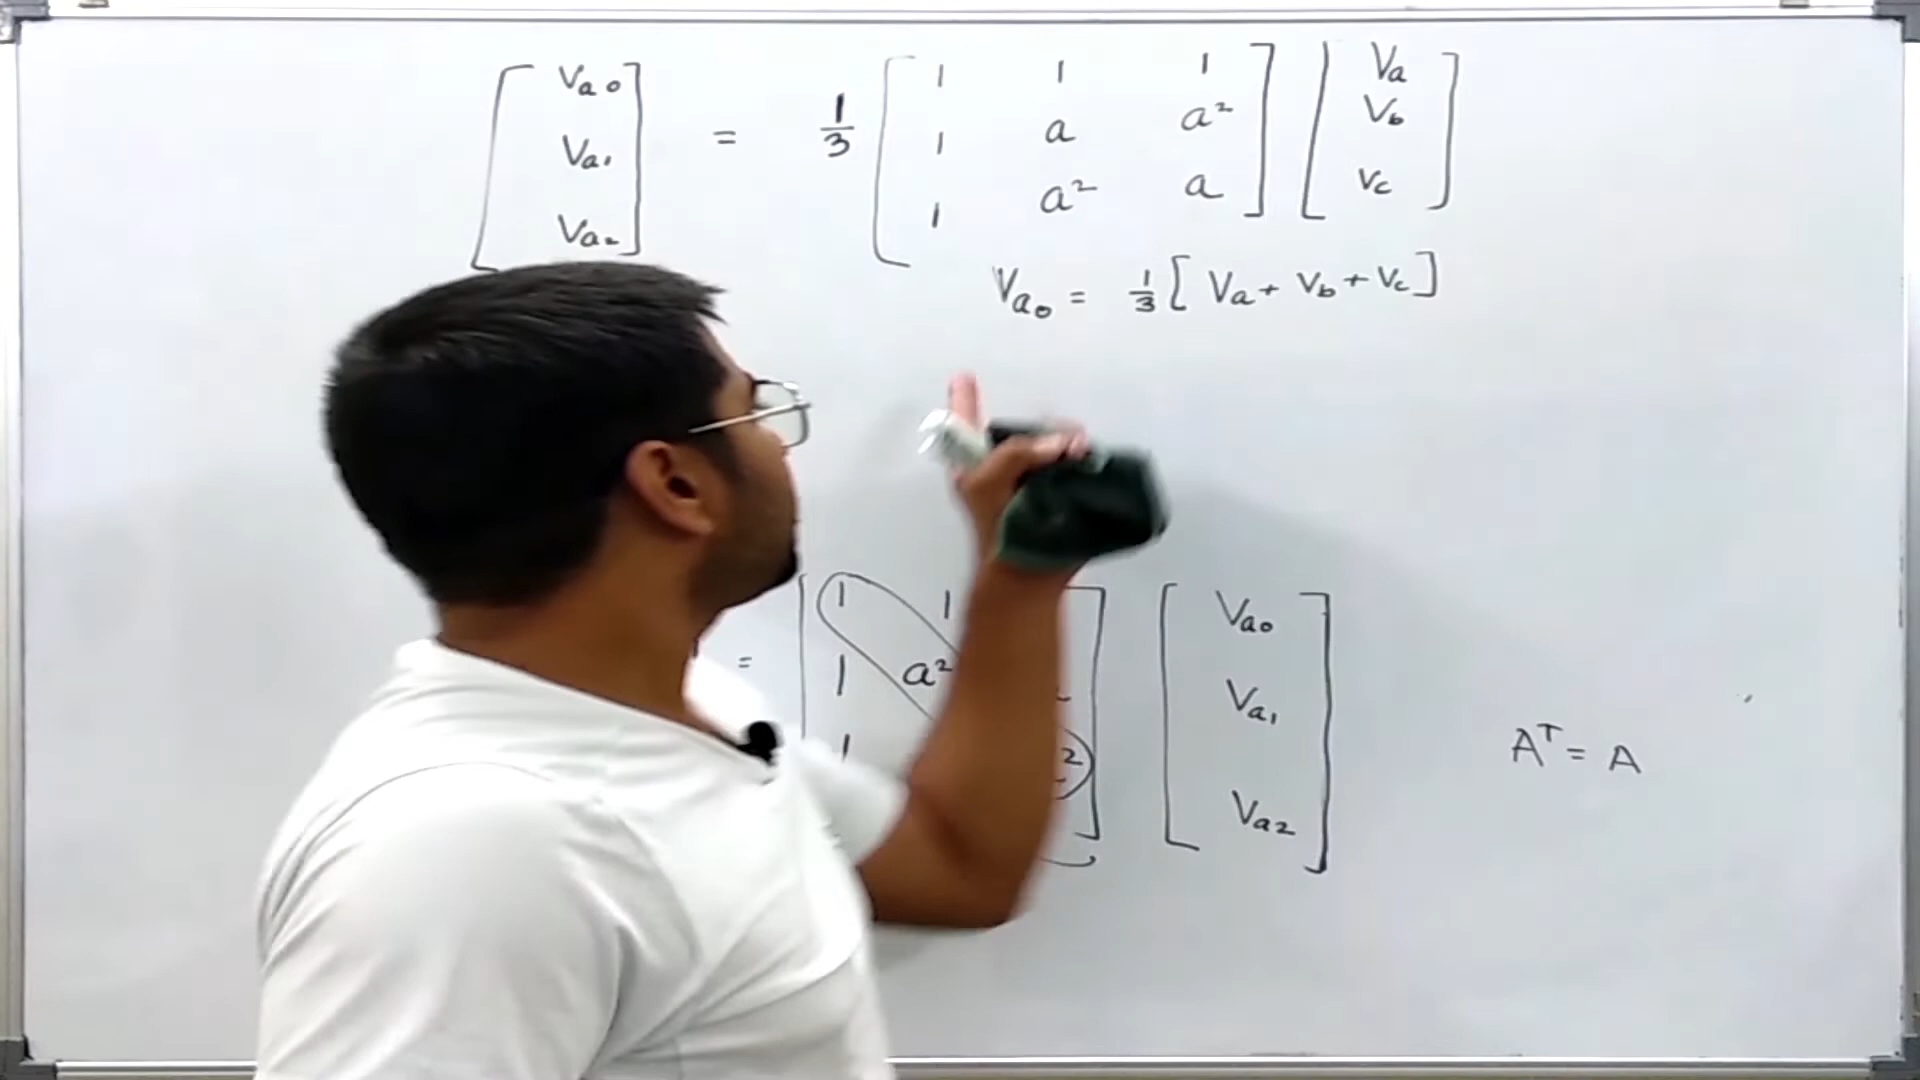 [ Va0 ] = 1/3 [ 1 1 1 ] [ Va ]
[ Va1 ] [ 1 a a² ] [ Vb ]
[ Va2 ] [ 1 a² a ] [ Vc ]
Va0 = 1/3 [ Va + Vb + Vc ]
= [ 1 1 ] [ Va0 ]
[ 1 a² ] [ Va1 ]
[ 1 2 ] [ Va2 ]
Aᵀ = A